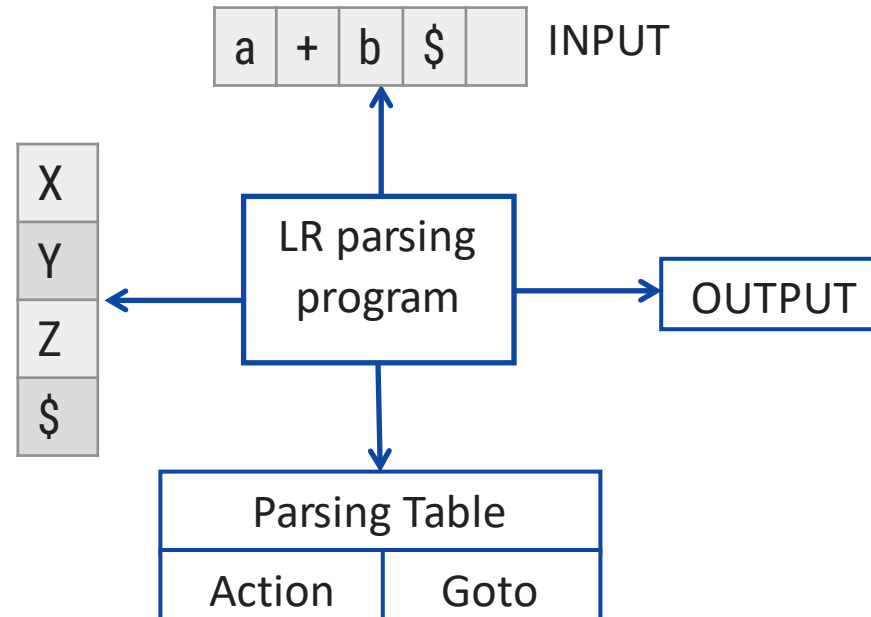 a + b $
INPUT
X
Y
Z
$
LR parsing
program
OUTPUT
Parsing Table
Action Goto